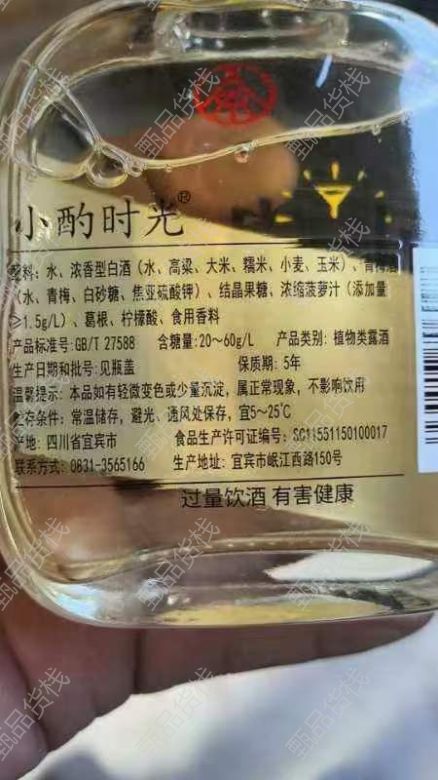 小酌时光®
配料：水、浓香型白酒（水、高粱、大米、糯米、小麦、玉米）、青梅酒
（水、青梅、白砂糖、焦亚硫酸钾）、结晶果糖、浓缩菠萝汁（添加量
≥1.5g/L）、葛根、柠檬酸、食用香料
产品标准号：GB/T 27588 含糖量：20～60g/L 产品类别：植物类露酒
生产日期和批号：见瓶盖 保质期：5年
温馨提示：本品如有轻微变色或少量沉淀，属正常现象，不影响饮用
贮存条件：常温储存，避光、通风处保存，宜5～25℃
产地：四川省宜宾市 食品生产许可证编号：SC11551150100017
联系方式：0831-3565166 生产地址：宜宾市岷江西路150号
过量饮酒 有害健康
甄品货栈